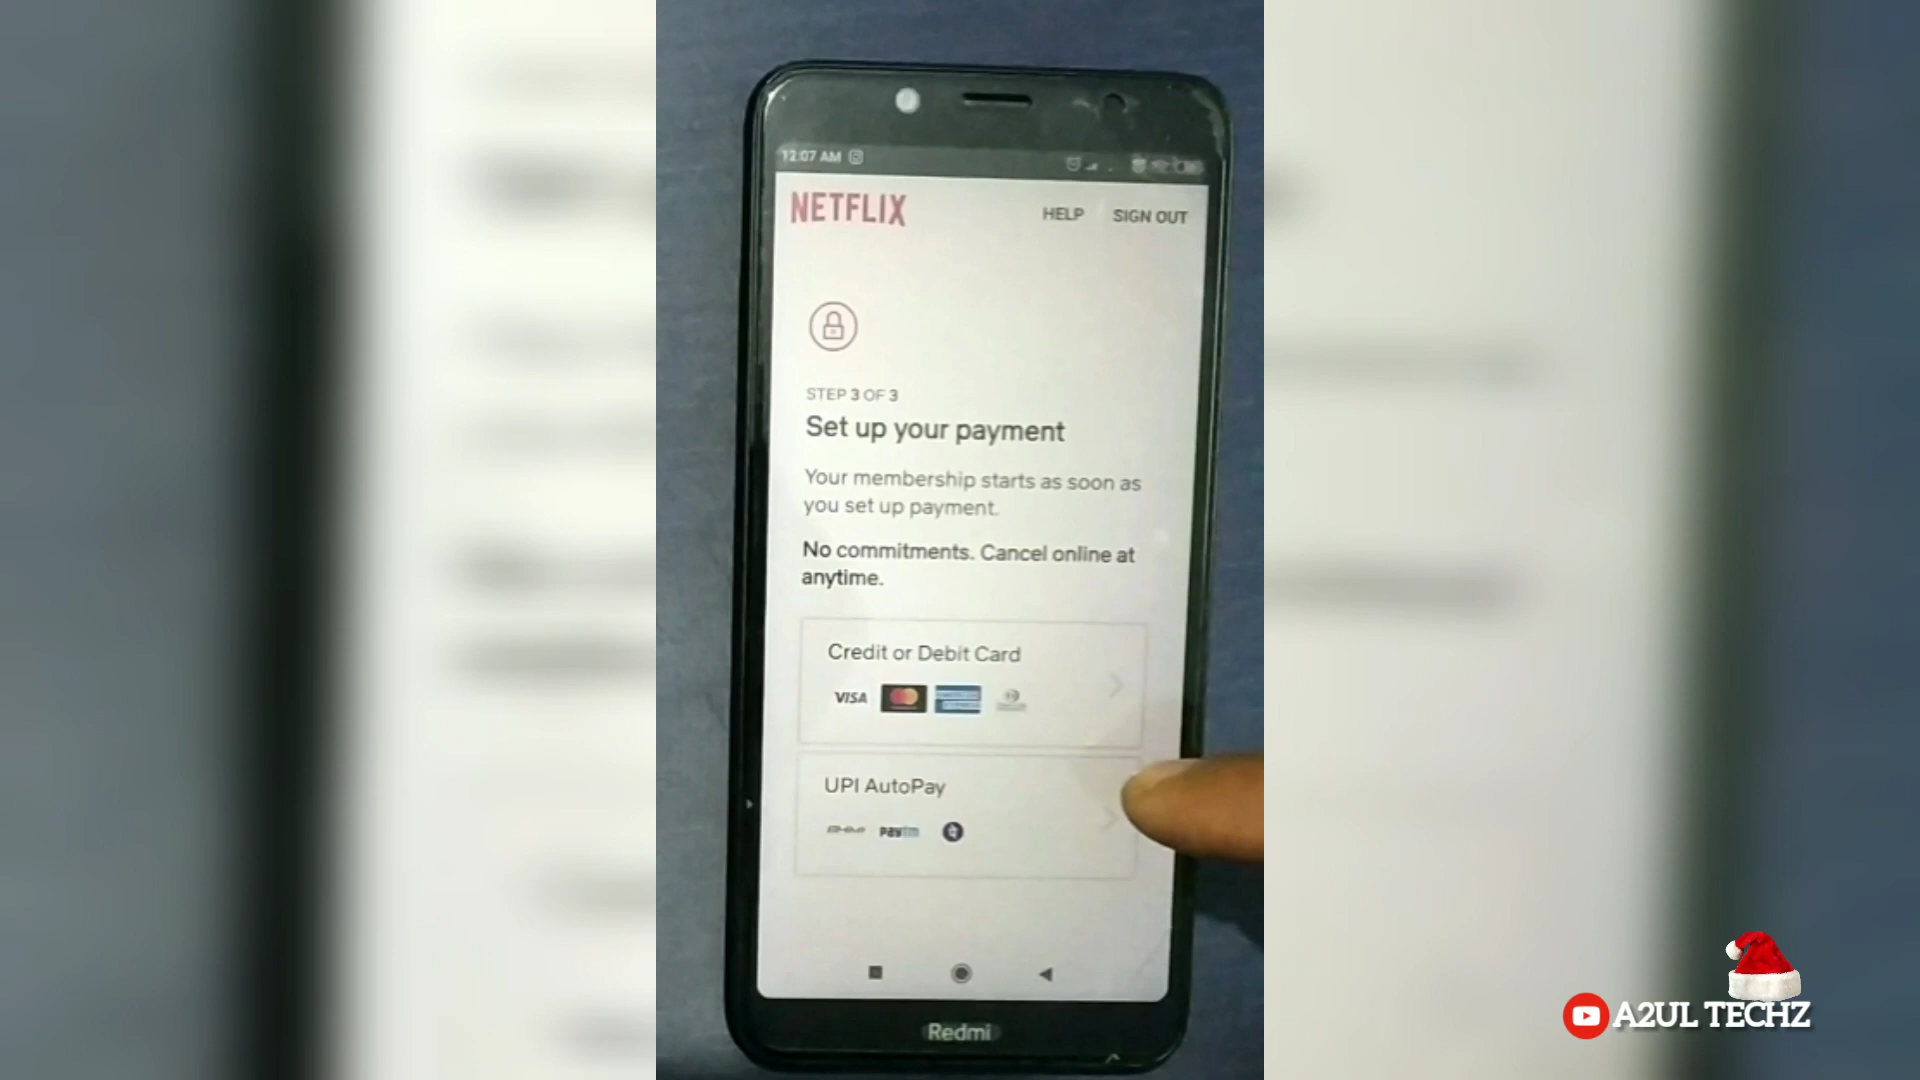 12:07 AM
NETFLIX
HELP
SIGN OUT
STEP 3 OF 3
Set up your payment
Your membership starts as soon as
you set up payment.
No commitments. Cancel online at
anytime.
Credit or Debit Card
VISA
UPI AutoPay
paytm
Redmi
A2UL TECHZ